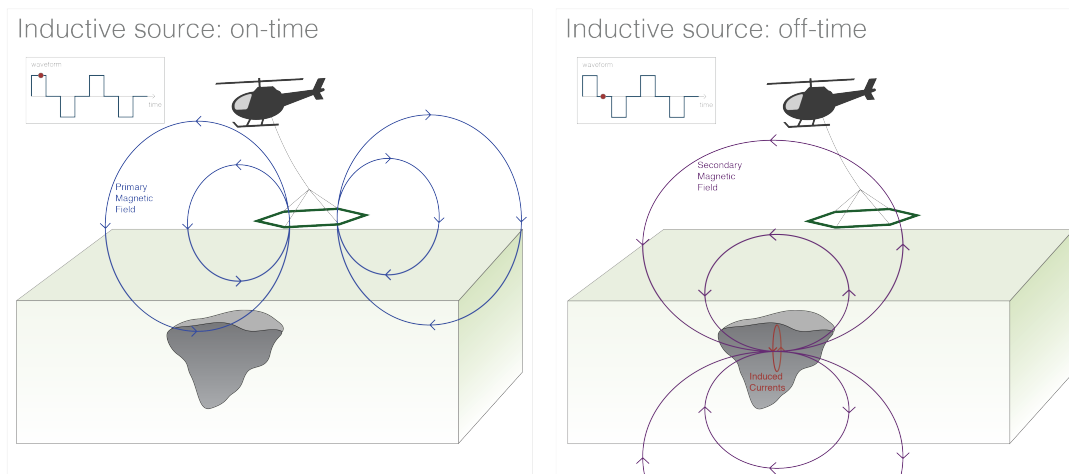 Inductive source: on-time
waveform
time
Primary
Magnetic
Field
Inductive source: off-time
waveform
time
Secondary
Magnetic
Field
Induced
Currents